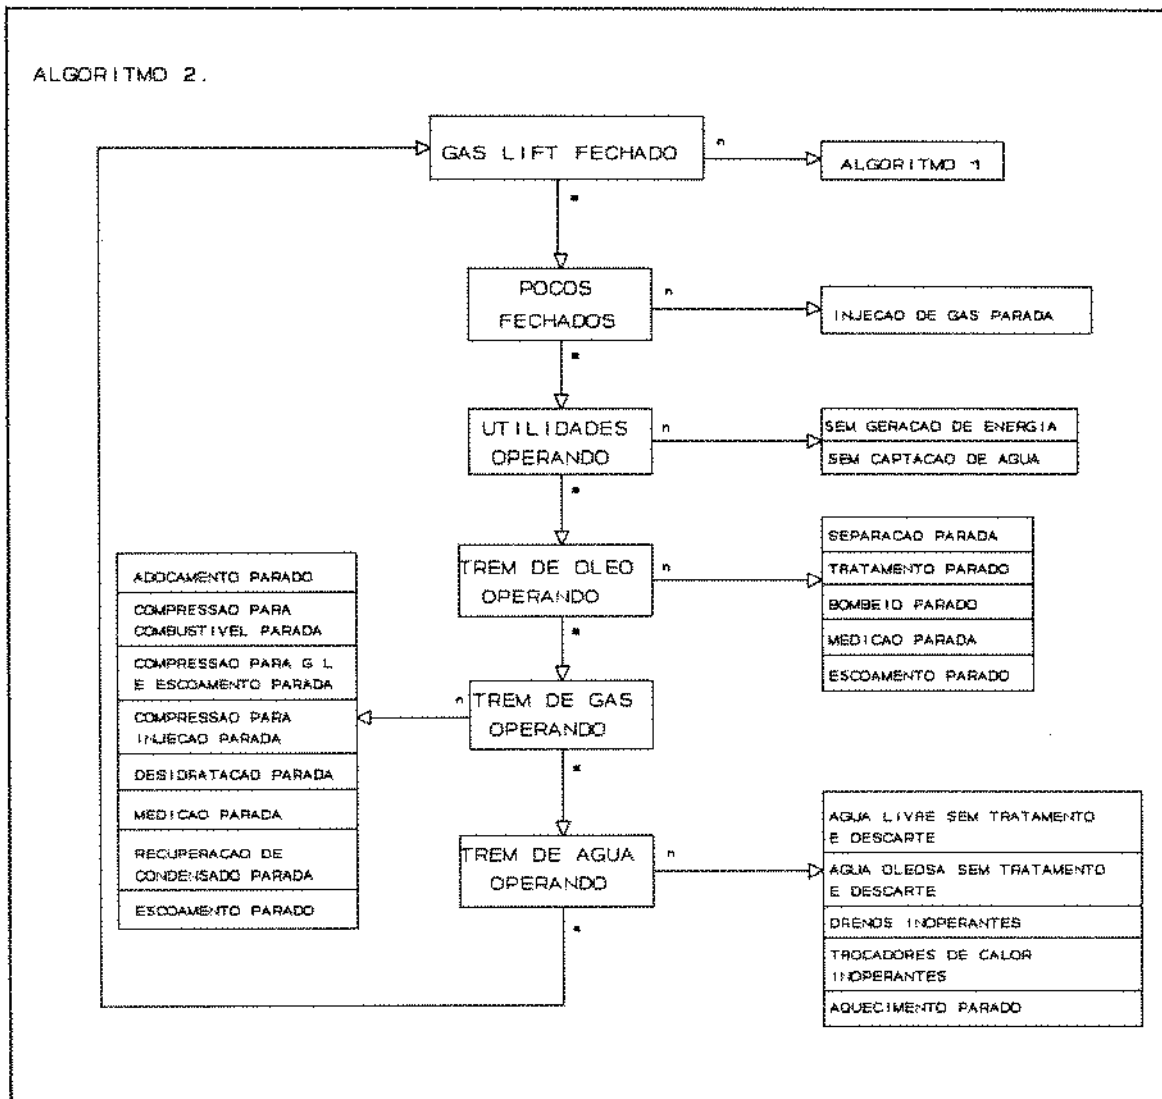 ALGORITMO 2.
GAS LIFT FECHADO
n
ALGORITMO 1
*
POCOS
FECHADOS
n
INJECAO DE GAS PARADA
*
UTILIDADES
OPERANDO
n
SEM GERACAO DE ENERGIA
SEM CAPTACAO DE AGUA
*
TREM DE OLEO
OPERANDO
n
SEPARACAO PARADA
TRATAMENTO PARADO
BOMBEIO PARADO
MEDICAO PARADA
ESCOAMENTO PARADO
*
TREM DE GAS
OPERANDO
n
ADOCAMENTO PARADO
COMPRESSAO PARA
COMBUSTIVEL PARADA
COMPRESSAO PARA G L
E ESCOAMENTO PARADA
COMPRESSAO PARA
INJECAO PARADA
DESIDRATACAO PARADA
MEDICAO PARADA
RECUPERACAO DE
CONDENSADO PARADA
ESCOAMENTO PARADO
*
TREM DE AGUA
OPERANDO
n
AGUA LIVRE SEM TRATAMENTO
E DESCARTE
AGUA OLEOSA SEM TRATAMENTO
E DESCARTE
DRENOS INOPERANTES
TROCADORES DE CALOR
INOPERANTES
AQUECIMENTO PARADO
*